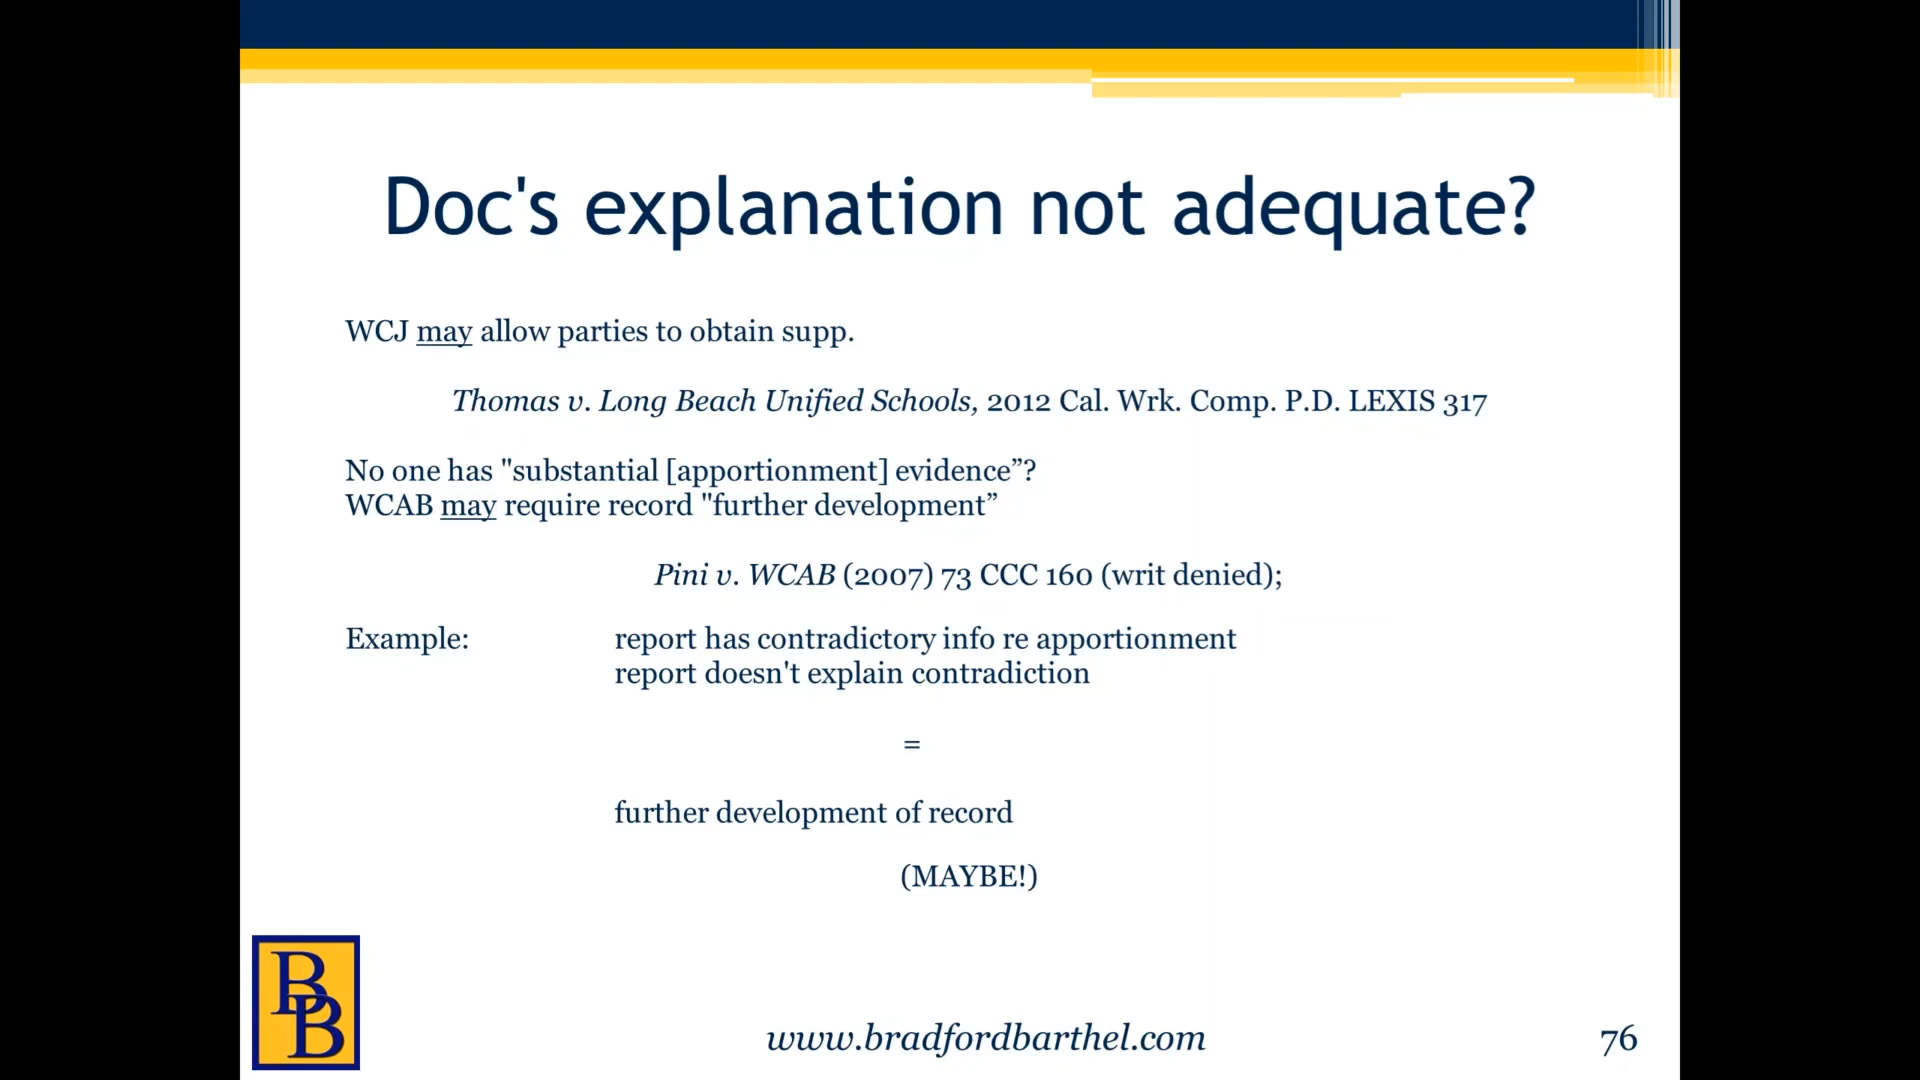 Doc's explanation not adequate?
WCJ may allow parties to obtain supp.
Thomas v. Long Beach Unified Schools, 2012 Cal. Wrk. Comp. P.D. LEXIS 317
No one has "substantial [apportionment] evidence”?
WCAB may require record "further development”
Pini v. WCAB (2007) 73 CCC 160 (writ denied);
Example: report has contradictory info re apportionment
report doesn't explain contradiction
=
further development of record
(MAYBE!)
BB
www.bradfordbarthel.com 76